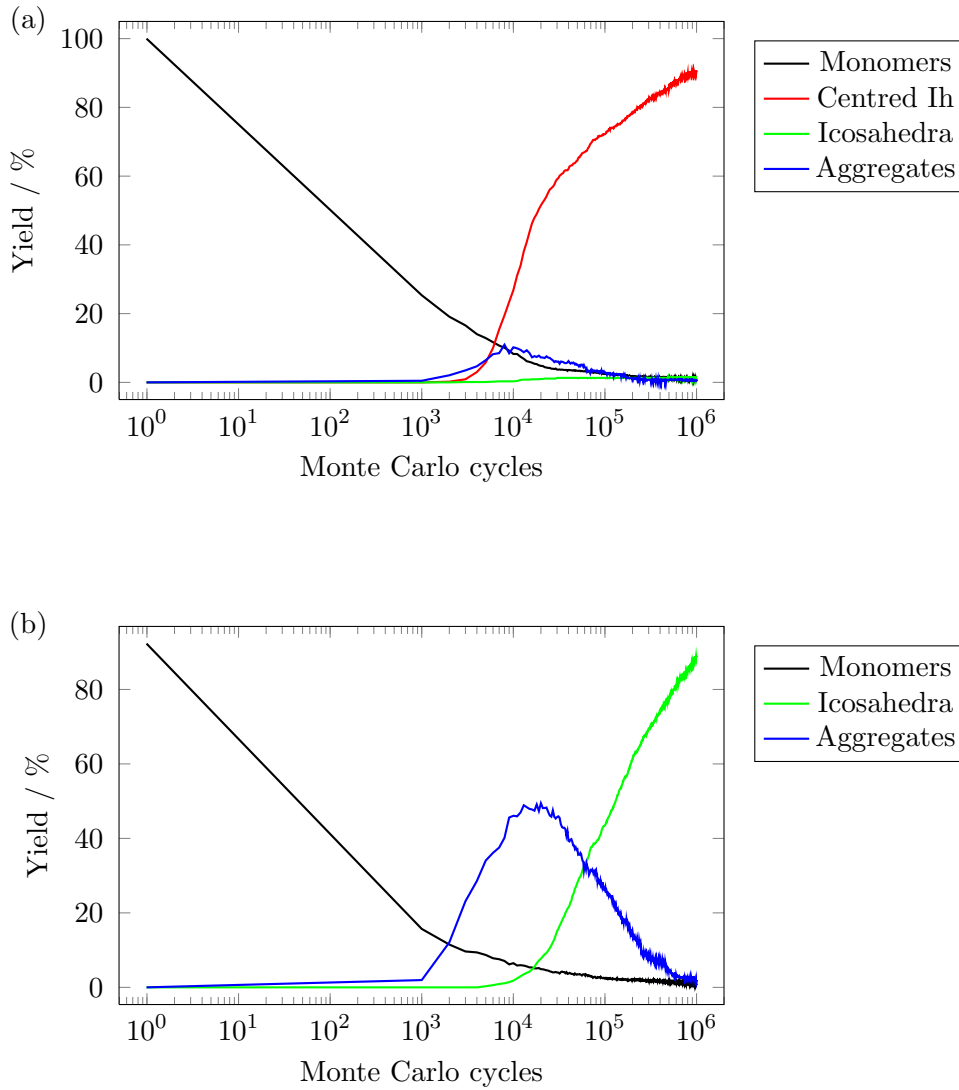 (a)
100
80
60
40
20
0
Yield / %
10^0 10^1 10^2 10^3 10^4 10^5 10^6
Monte Carlo cycles
Monomers
Centred Ih
Icosahedra
Aggregates
(b)
80
60
40
20
0
Yield / %
10^0 10^1 10^2 10^3 10^4 10^5 10^6
Monte Carlo cycles
Monomers
Icosahedra
Aggregates